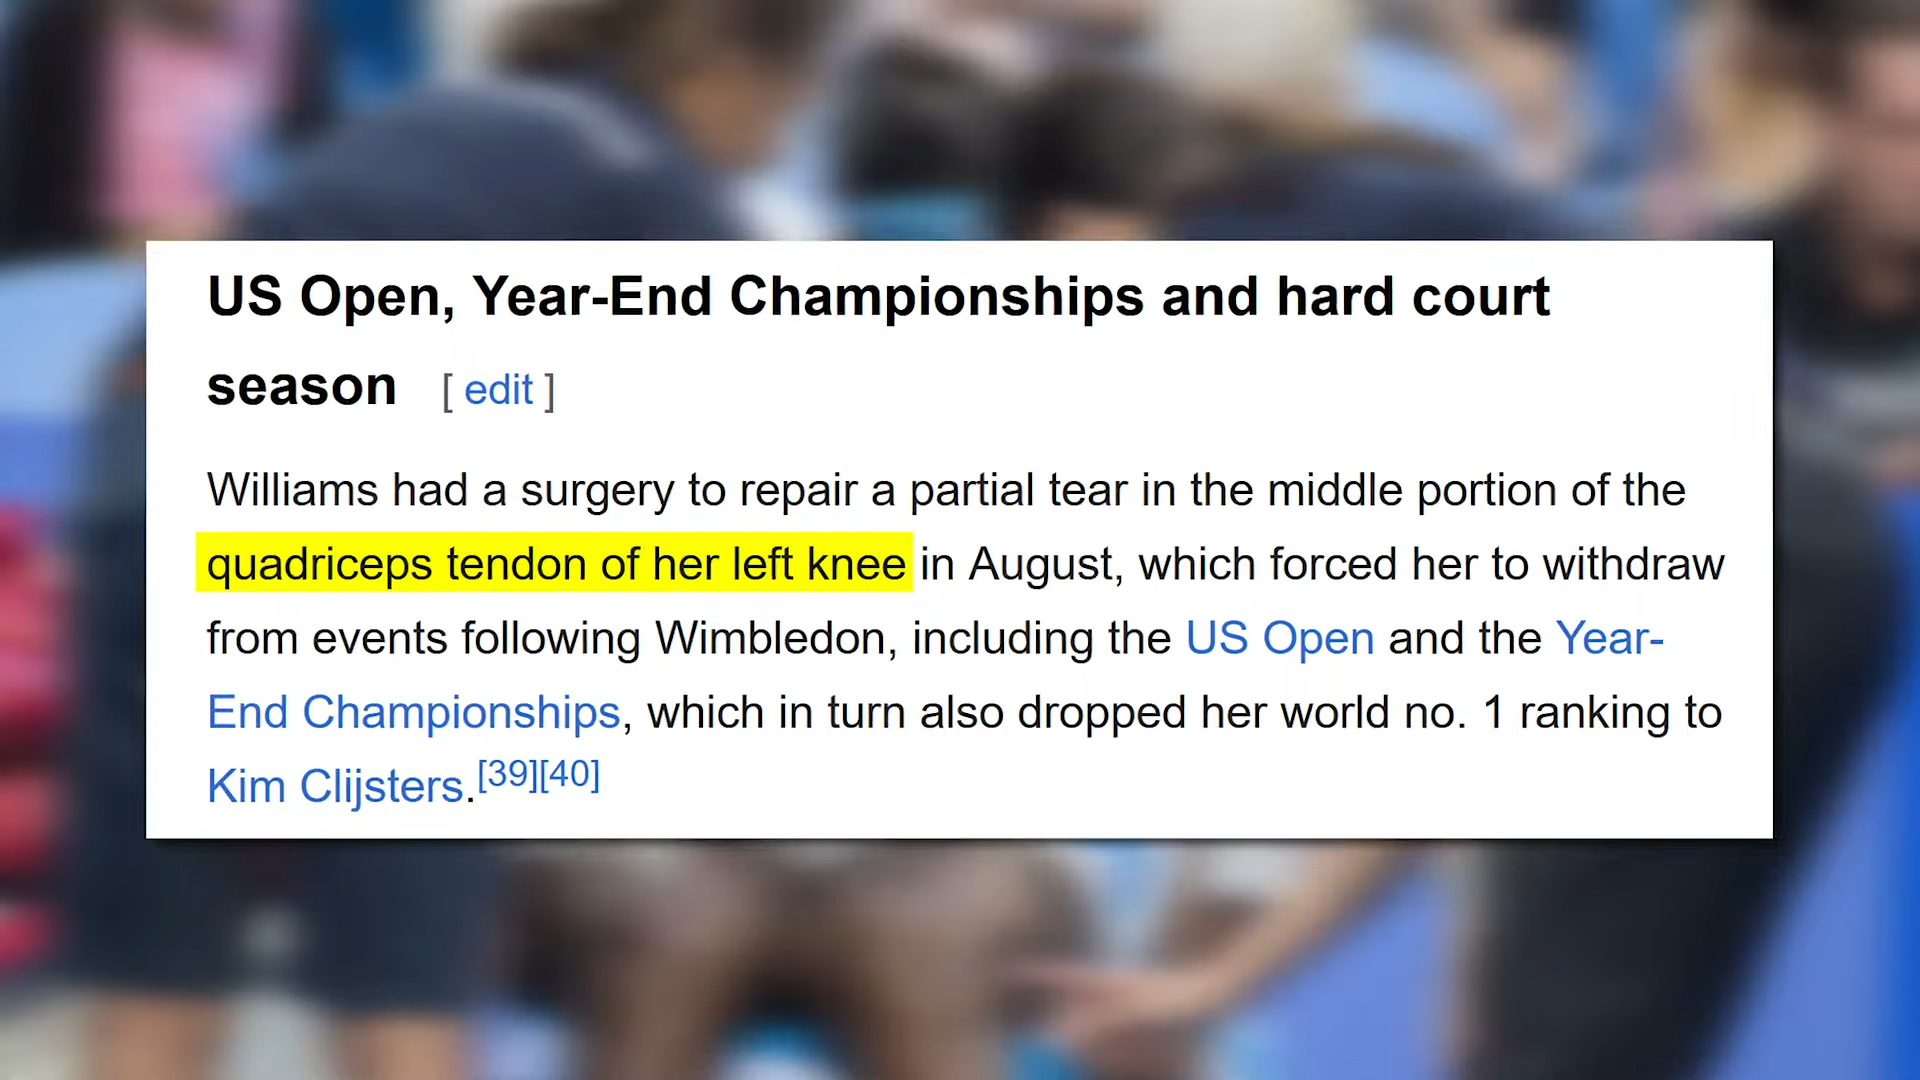 US Open, Year-End Championships and hard court
season [ edit ]
Williams had a surgery to repair a partial tear in the middle portion of the
quadriceps tendon of her left knee in August, which forced her to withdraw
from events following Wimbledon, including the US Open and the Year-
End Championships, which in turn also dropped her world no. 1 ranking to
Kim Clijsters.[39][40]